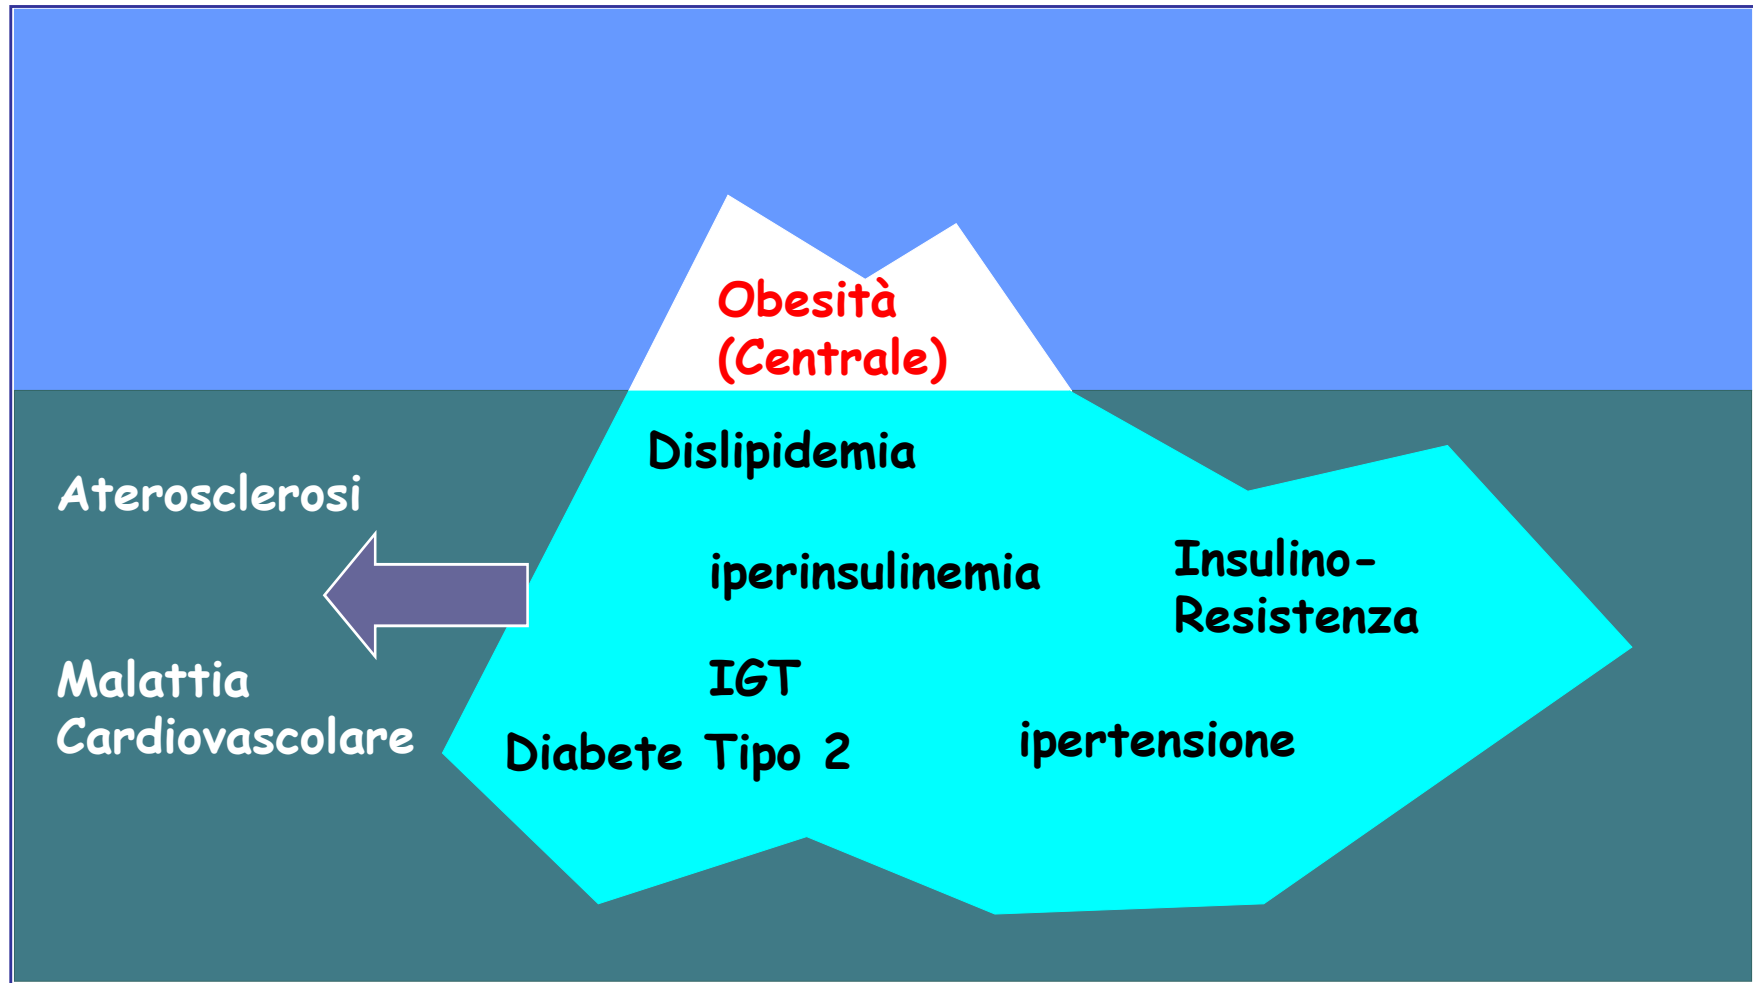 Obesità
(Centrale)
Dislipidemia
Aterosclerosi
iperinsulinemia
Insulino-
Resistenza
IGT
Malattia
Cardiovascolare
Diabete Tipo 2
ipertensione